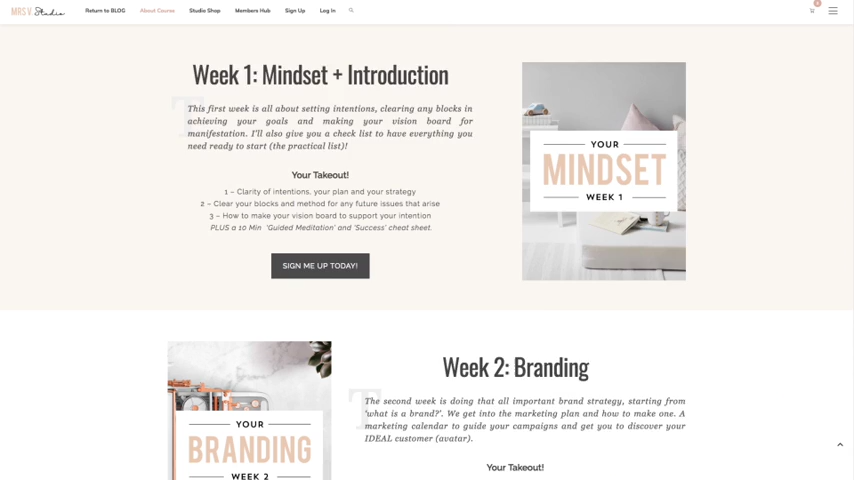 MRS V Studio
Return to BLOG About Course Studio Shop Members Hub Sign Up Log in
Week 1: Mindset + Introduction
This first week is all about setting intentions, clearing any blocks in
achieving your goals and making your vision board for
manifestation. I'll also give you a check list to have everything you
need ready to start (the practical list)!
Your Takeout!
1 – Clarity of intentions, your plan and your strategy
2 – Clear your blocks and method for any future issues that arise
3 – How to make your vision board to support your intention
PLUS a 10 Min 'Guided Meditation' and 'Success' cheat sheet.
SIGN ME UP TODAY!
YOUR
MINDSET
WEEK 1
YOUR
BRANDING
WEEK 2
Week 2: Branding
The second week is doing that all important brand strategy, starting from
'what is a brand?'. We get into the marketing plan and how to make one. A
marketing calendar to guide your campaigns and get you to discover your
IDEAL customer (avatar).
Your Takeout!